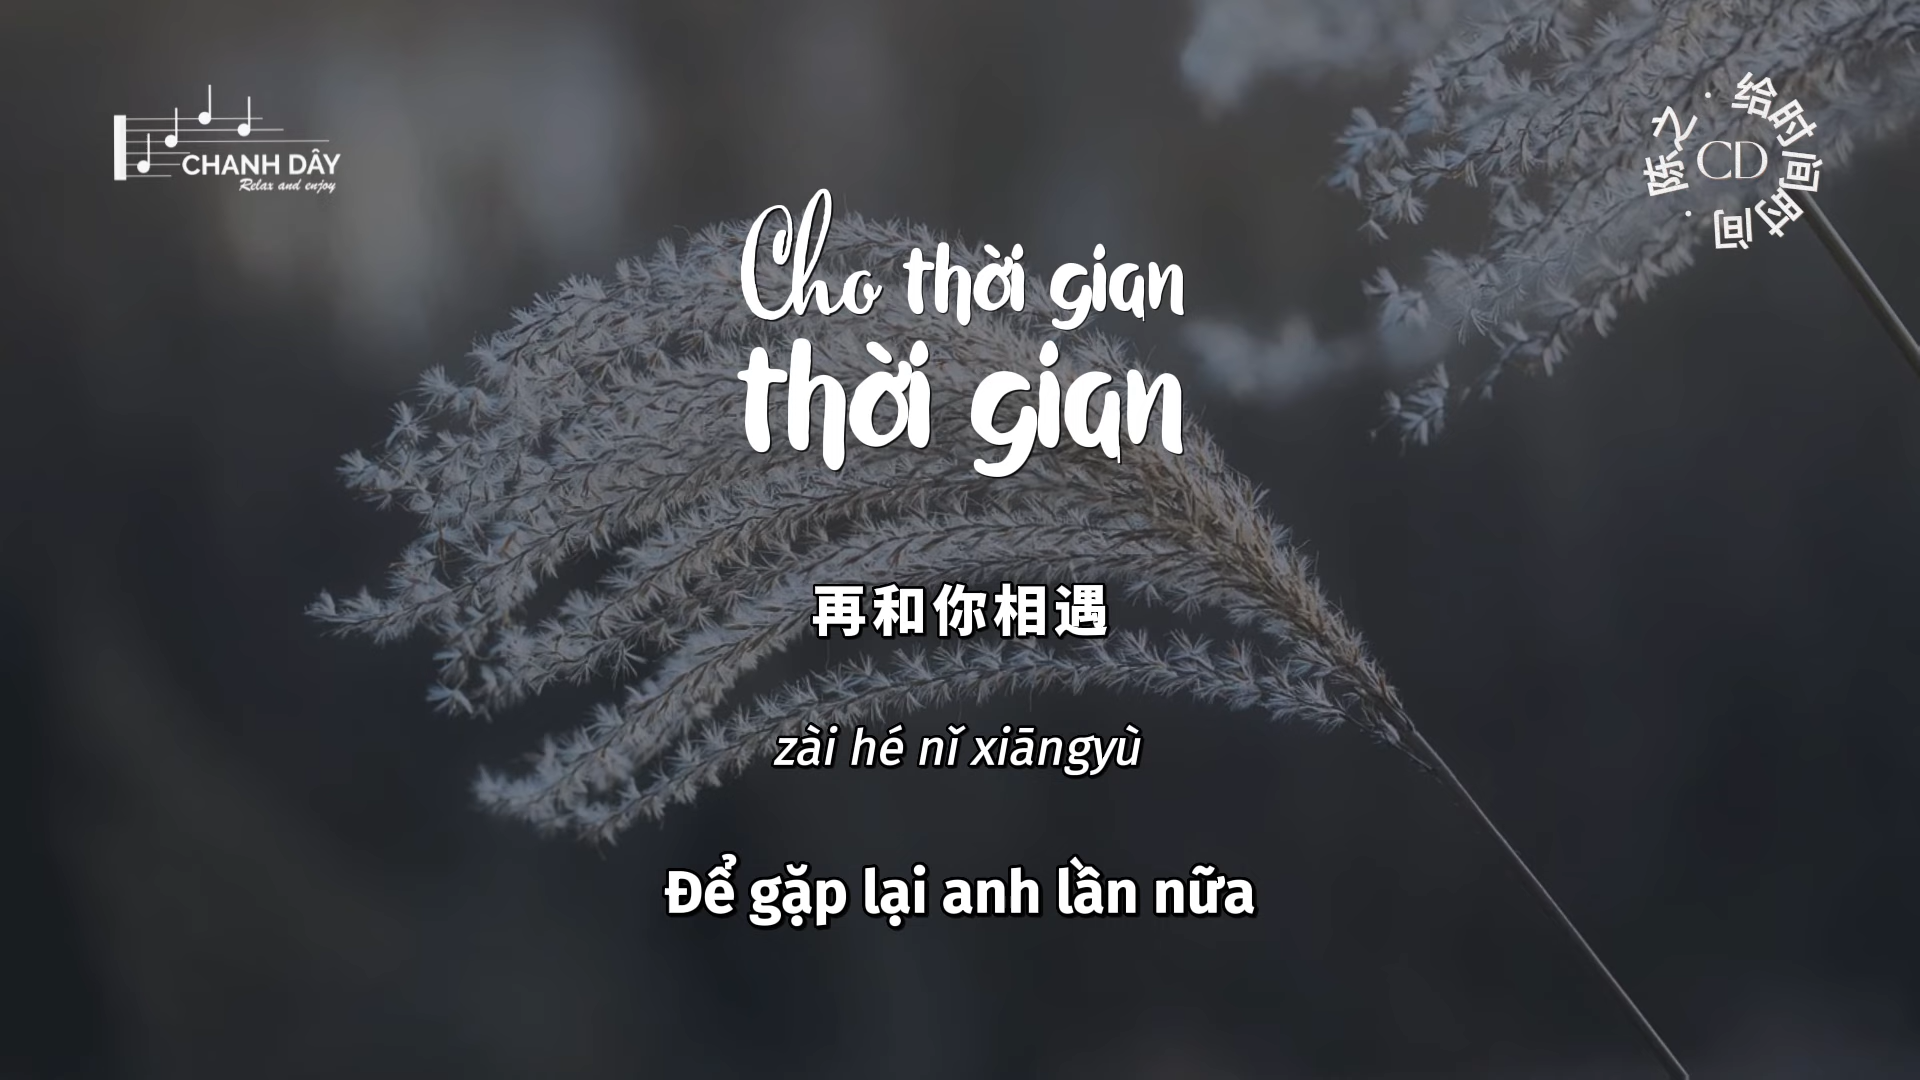 CHANH DÂY
Relax and enjoy
陈之 · 给时间时间 ·
CD
Cho thời gian
thời gian
再和你相遇
zài hé nǐ xiāngyù
Để gặp lại anh lần nữa